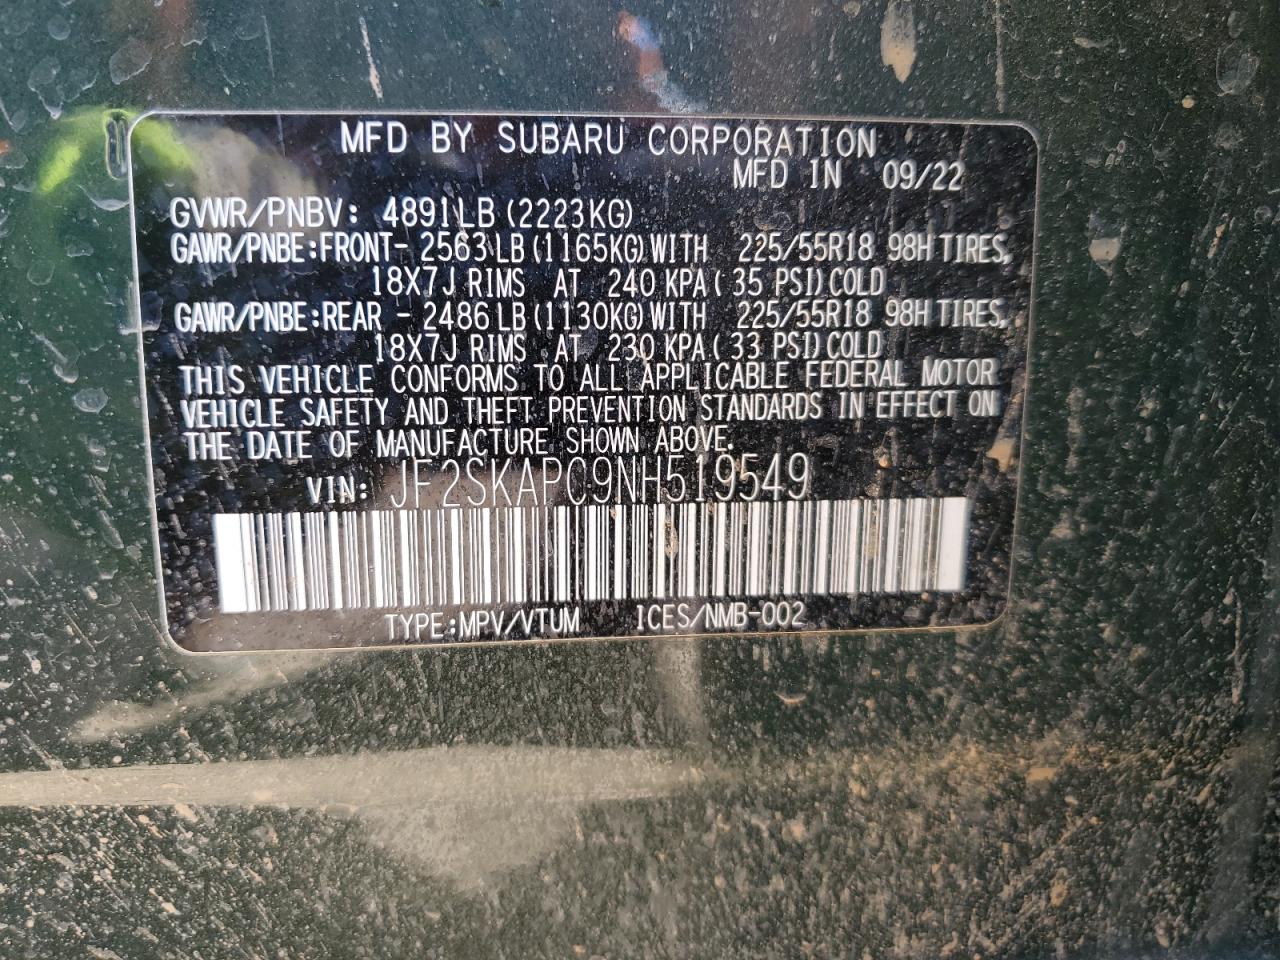 MFD BY SUBARU CORPORATION
MFD IN 09/22
GVWR/PNBV: 4891LB(2223KG)
GAWR/PNBE:FRONT- 2563LB(1165KG)WITH 225/55R18 98H TIRES,
18X7J RIMS AT 240 KPA( 35 PSI)COLD
GAWR/PNBE:REAR - 2486LB(1130KG)WITH 225/55R18 98H TIRES,
18X7J RIMS AT 230 KPA( 33 PSI)COLD
THIS VEHICLE CONFORMS TO ALL APPLICABLE FEDERAL MOTOR
VEHICLE SAFETY AND THEFT PREVENTION STANDARDS IN EFFECT ON
THE DATE OF MANUFACTURE SHOWN ABOVE.
VIN: JF2SKAPC9NH519549
TYPE:MPV/VTUM ICES/NMB-002